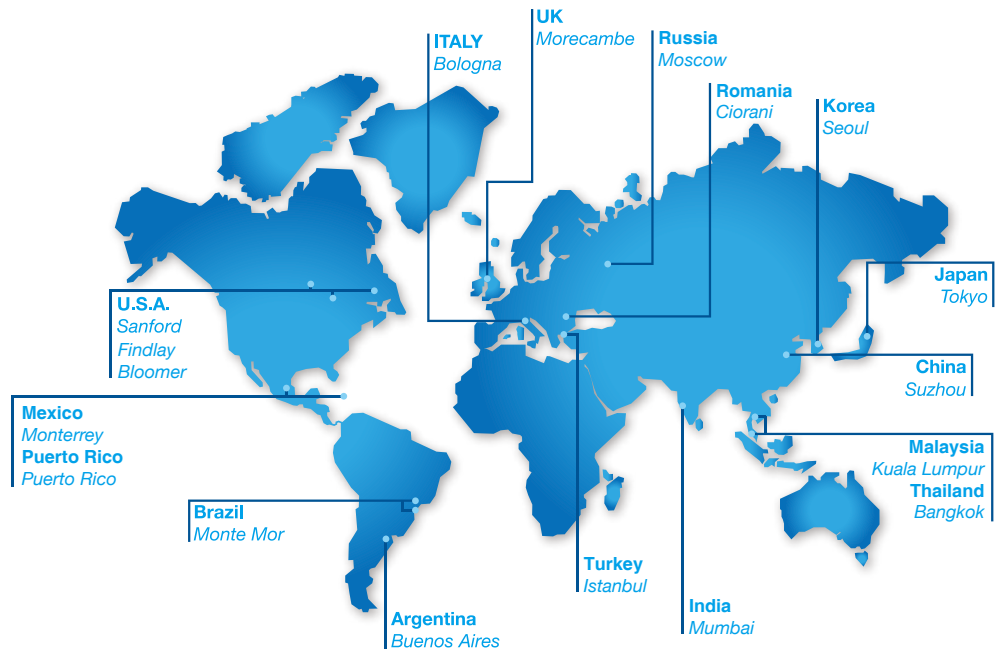 UK
Morecambe
ITALY
Bologna
Russia
Moscow
Romania
Ciorani
Korea
Seoul
Japan
Tokyo
U.S.A.
Sanford
Findlay
Bloomer
China
Suzhou
Mexico
Monterrey
Puerto Rico
Puerto Rico
Malaysia
Kuala Lumpur
Thailand
Bangkok
Brazil
Monte Mor
Turkey
Istanbul
India
Mumbai
Argentina
Buenos Aires